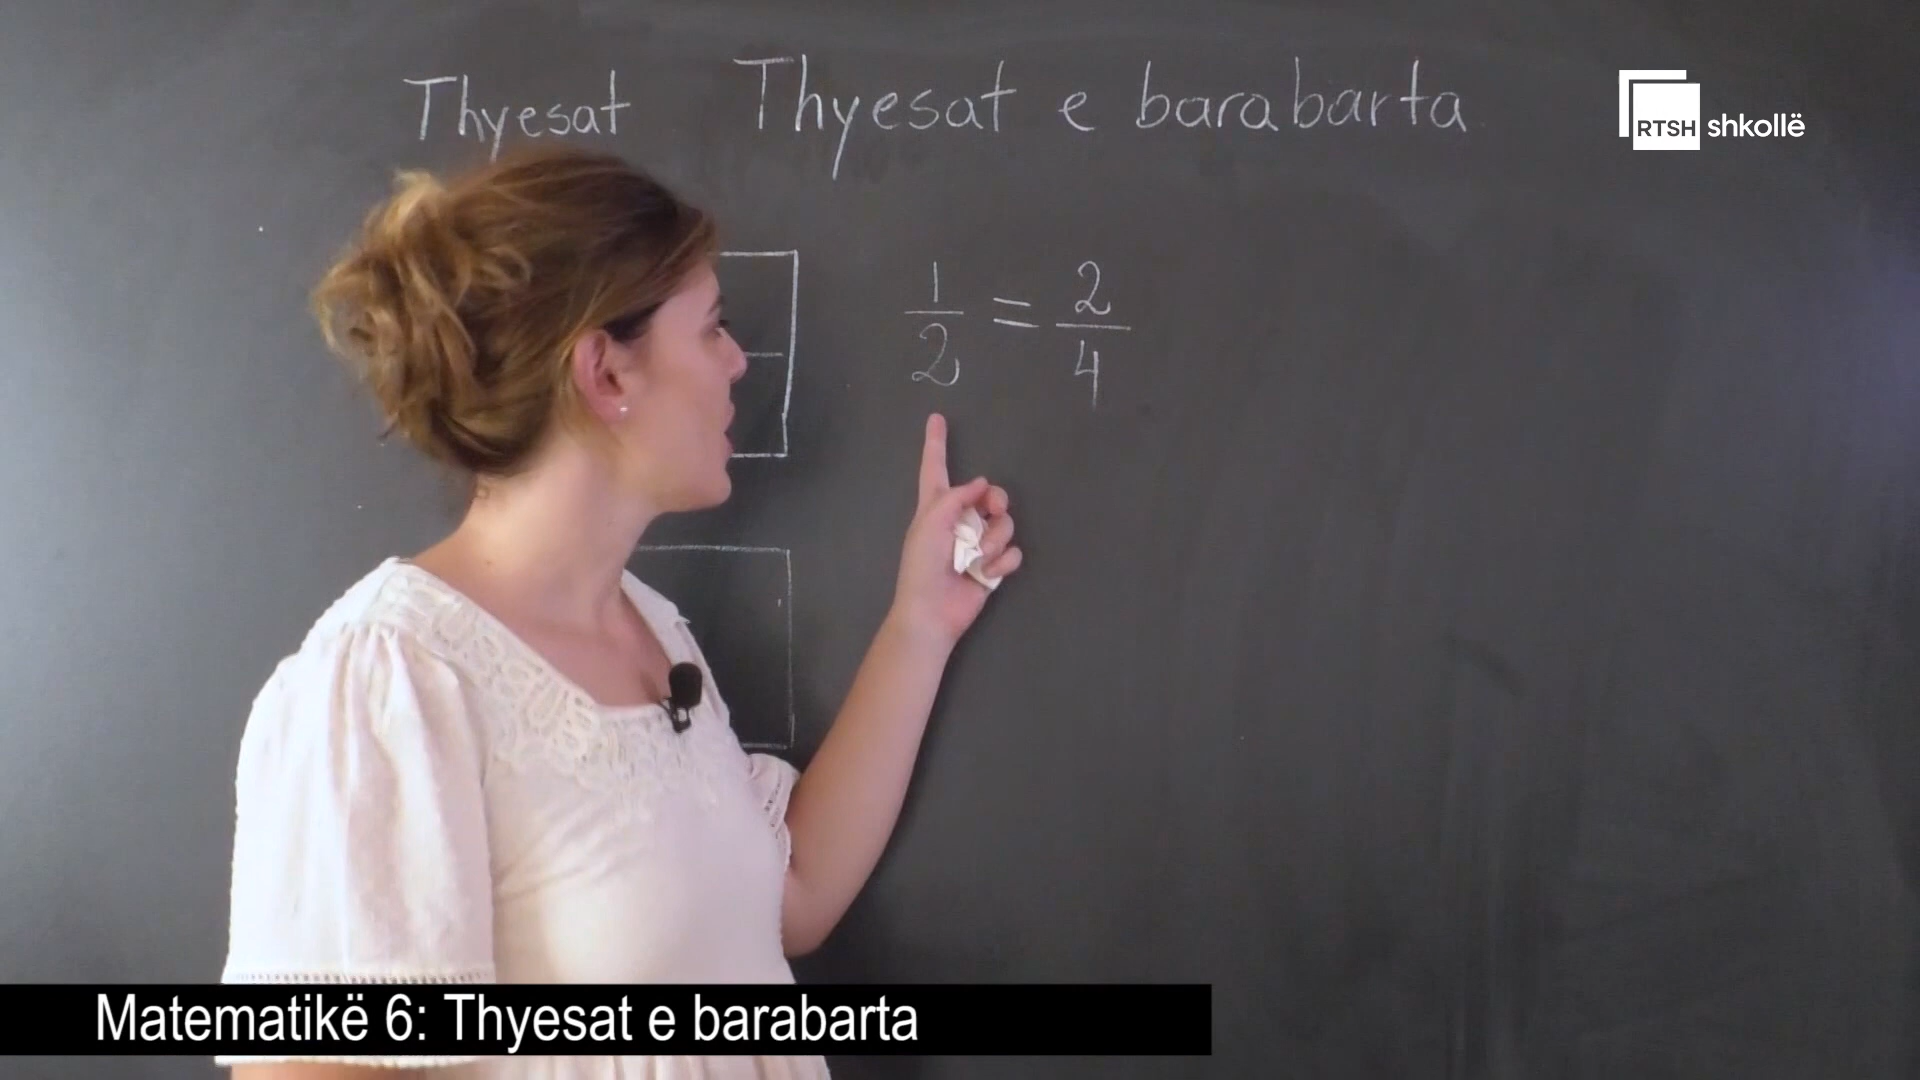 Thyesat Thyesat e barabarta
RTSH shkollë
1/2 = 2/4
Matematikë 6: Thyesat e barabarta